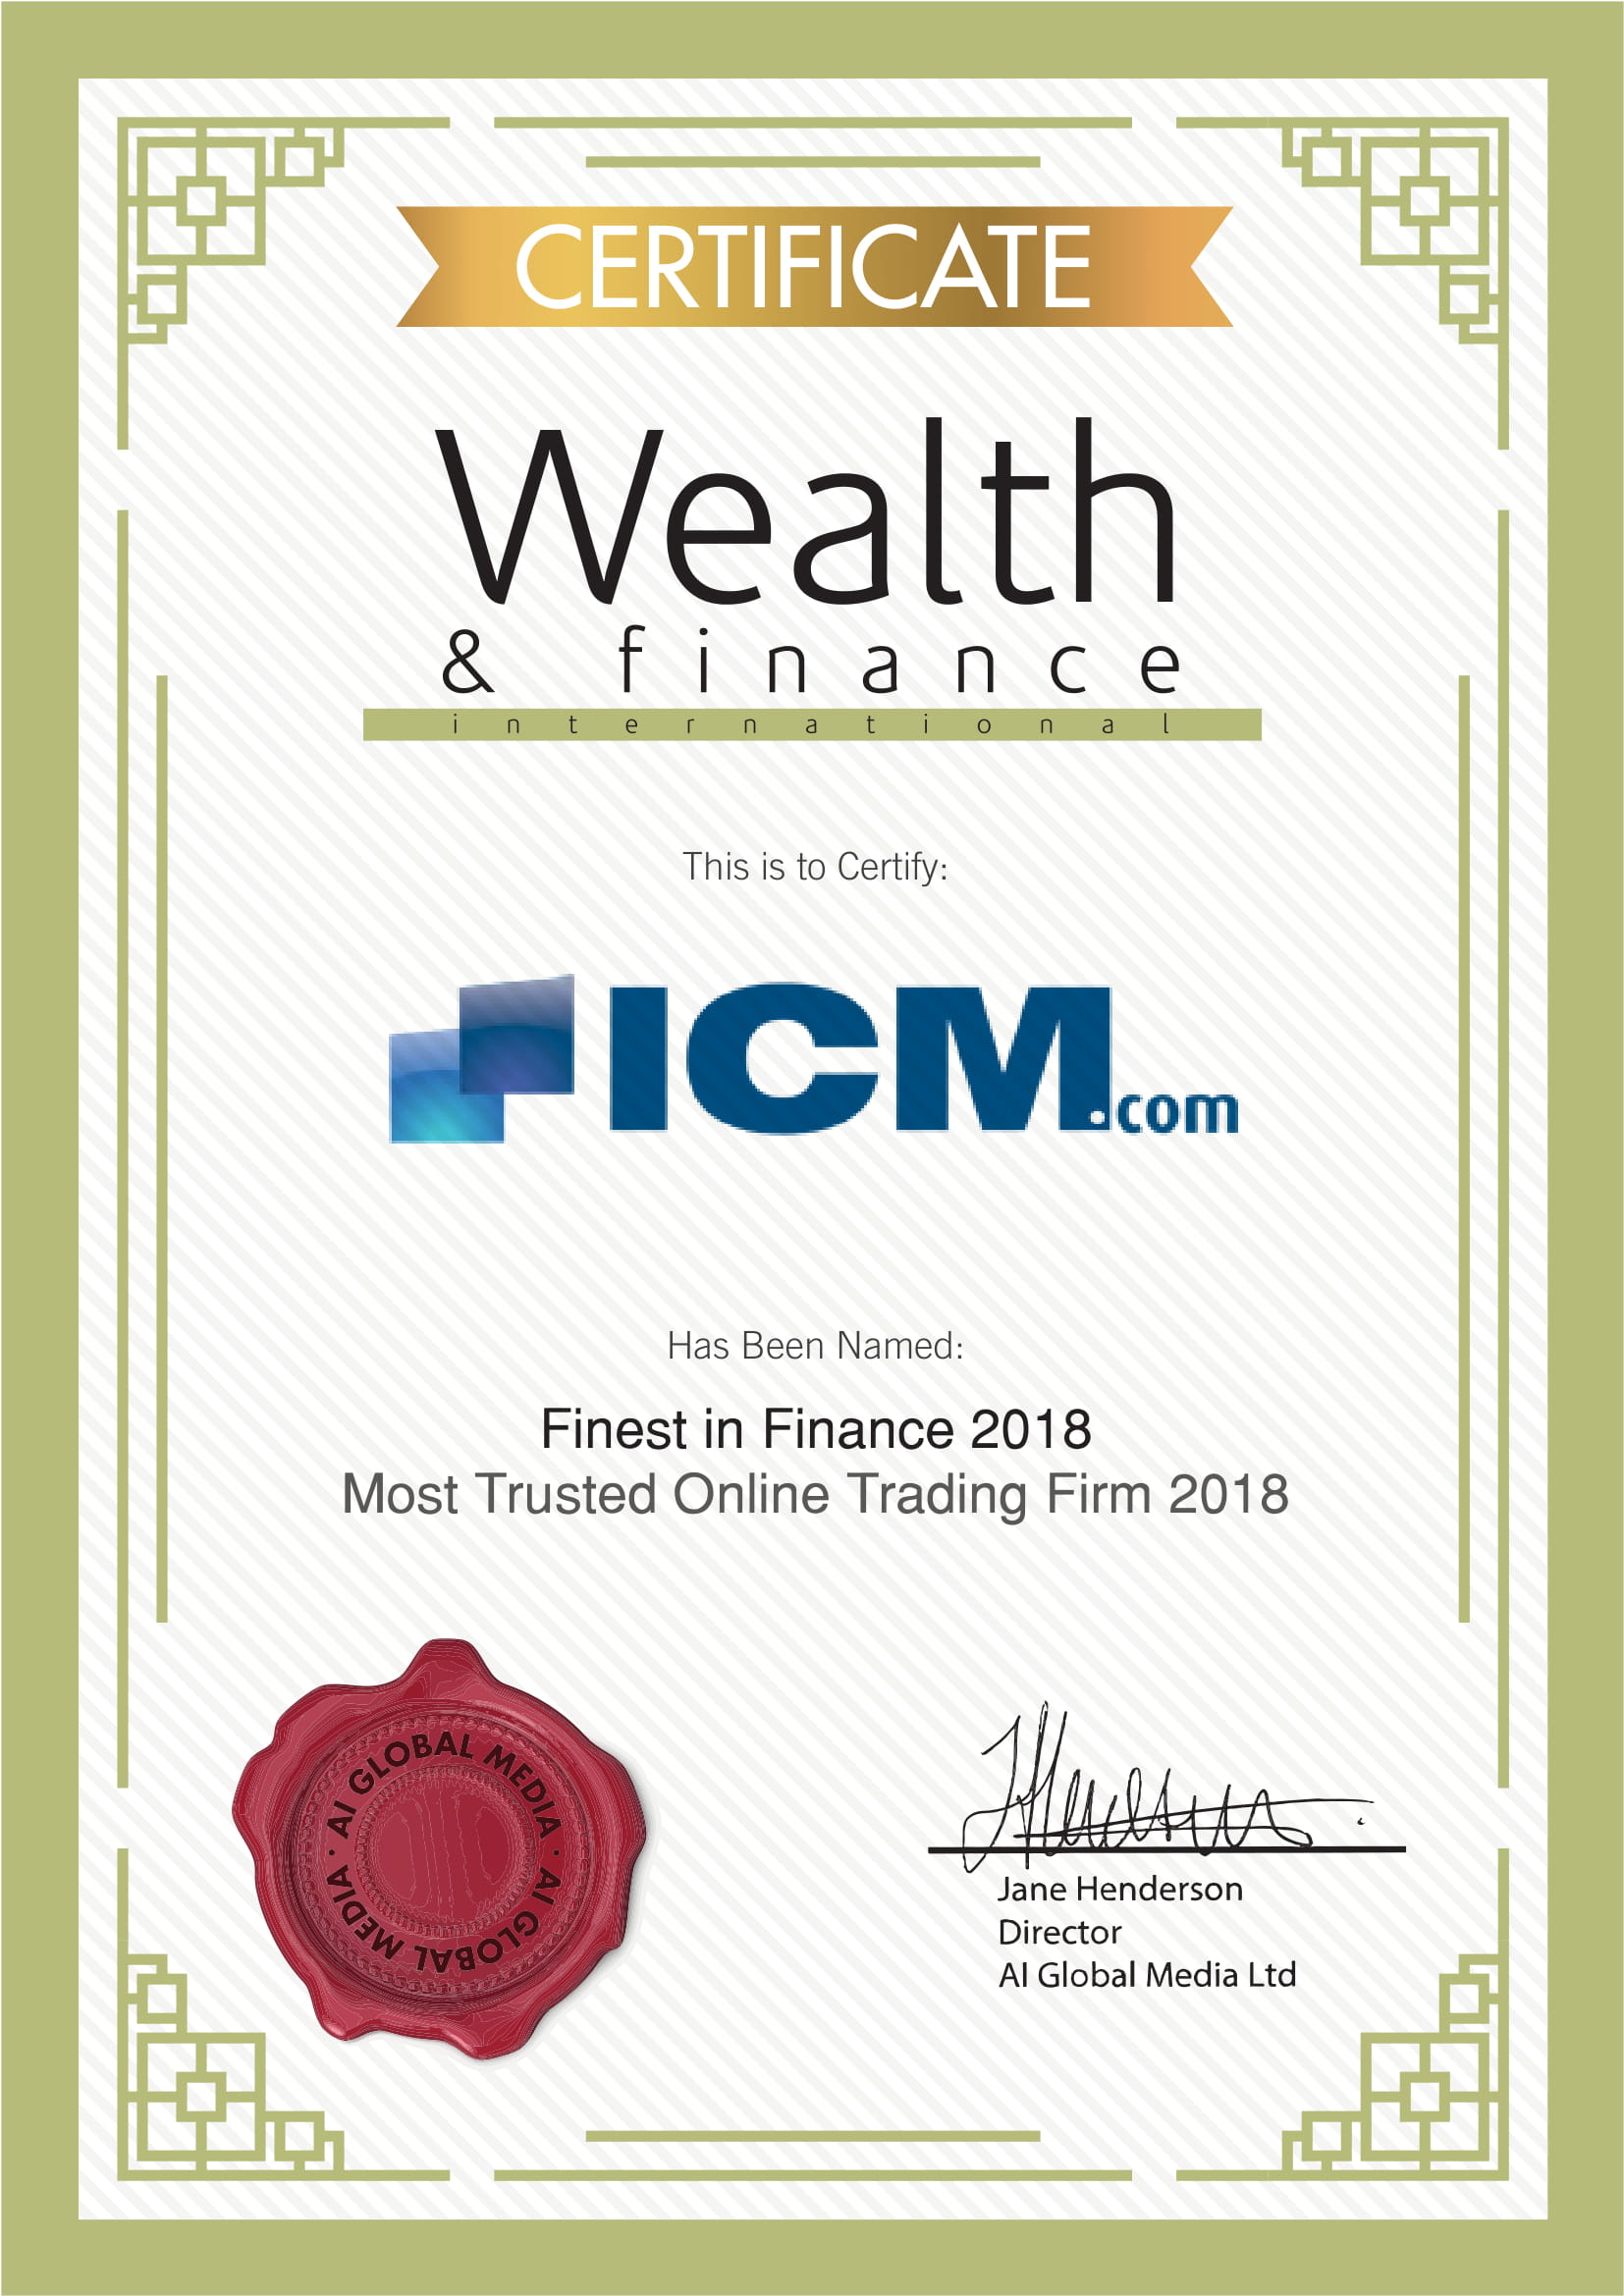 CERTIFICATE
Wealth
& finance
international
This is to Certify:
ICM.com
Has Been Named:
Finest in Finance 2018
Most Trusted Online Trading Firm 2018
AI GLOBAL MEDIA · AI GLOBAL MEDIA ·
Jane Henderson
Director
AI Global Media Ltd